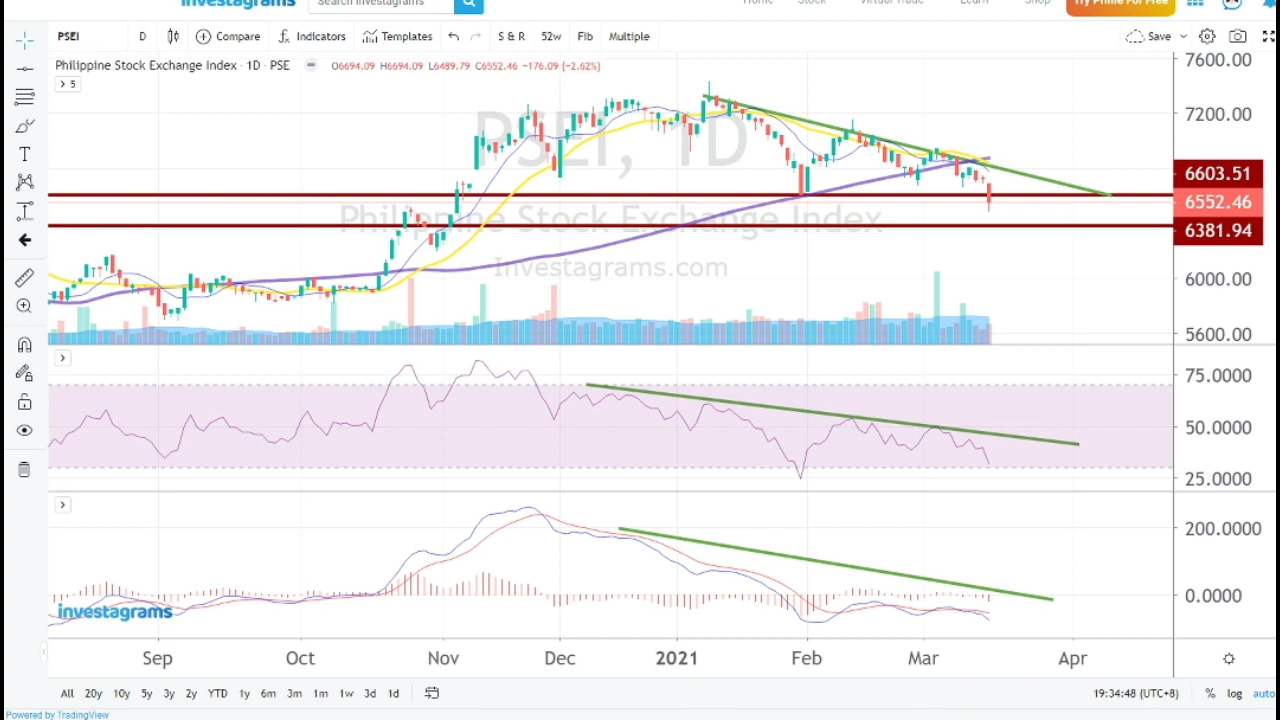 investagrams Search Investagrams Home Stock Virtual Trade Learn Shop Try Prime For Free
PSEI D Compare Indicators Templates S & R 52w Fib Multiple Save
Philippine Stock Exchange Index · 1D · PSE O6694.09 H6694.09 L6489.79 C6552.46 −176.09 (−2.62%)
5
7600.00
7200.00
PSEI, 1D
6603.51
6552.46
Philippine Stock Exchange Index
6381.94
Investagrams.com
6000.00
5600.00
75.0000
50.0000
25.0000
200.0000
0.0000
investagrams
Sep Oct Nov Dec 2021 Feb Mar Apr
All 20y 10y 5y 3y 2y YTD 1y 6m 3m 1m 1w 3d 1d 19:34:48 (UTC+8) % log auto
Powered by TradingView